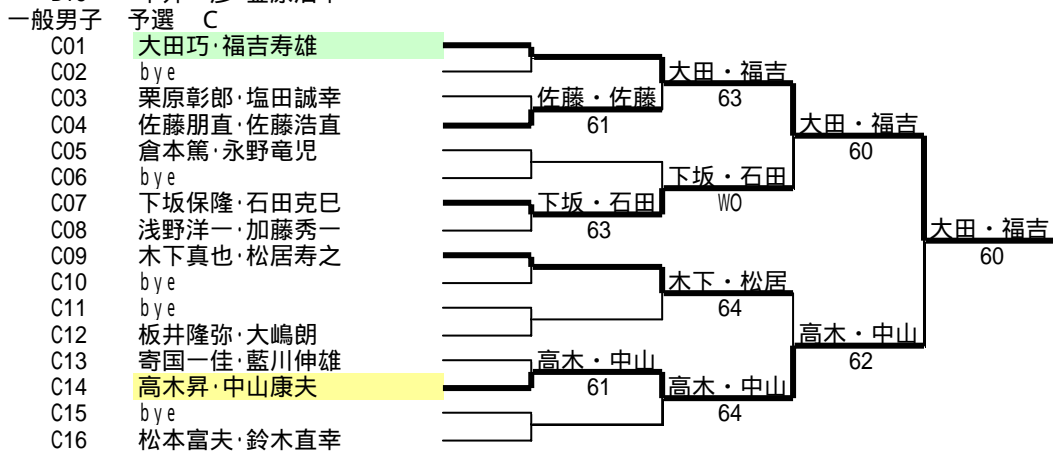 一般男子 予選 C
C01 大田巧・福吉寿雄
C02 bye
C03 栗原彰郎・塩田誠幸
C04 佐藤朋直・佐藤浩直
C05 倉本篤・永野竜児
C06 bye
C07 下坂保隆・石田克巳
C08 浅野洋一・加藤秀一
C09 木下真也・松居寿之
C10 bye
C11 bye
C12 板井隆弥・大嶋朗
C13 寄国一佳・藍川伸雄
C14 高木昇・中山康夫
C15 bye
C16 松本富夫・鈴木直幸
佐藤・佐藤
61
下坂・石田
63
高木・中山
61
大田・福吉
63
下坂・石田
WO
木下・松居
64
高木・中山
64
大田・福吉
60
高木・中山
62
大田・福吉
60